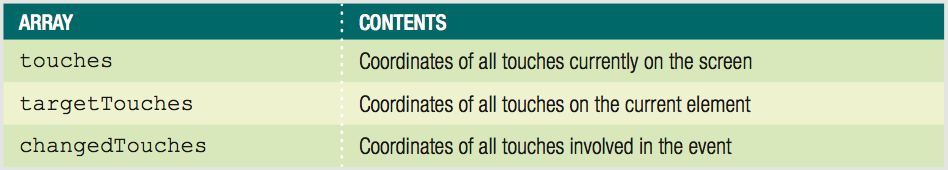 ARRAY CONTENTS
touches Coordinates of all touches currently on the screen
targetTouches Coordinates of all touches on the current element
changedTouches Coordinates of all touches involved in the event